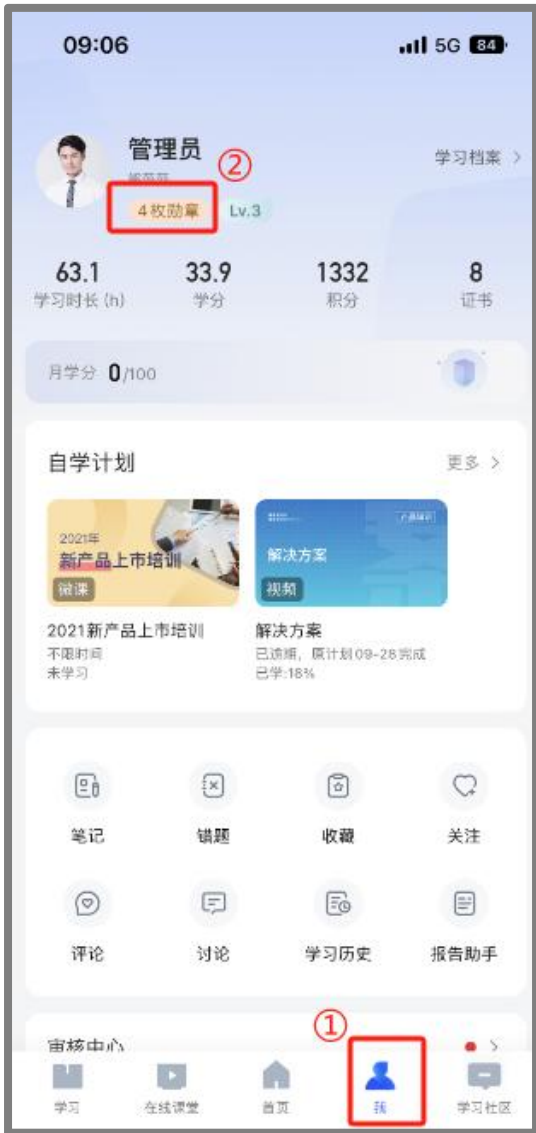 09:06 5G 84
管理员
②
学习档案 >
4枚勋章 Lv.3
63.1 33.9 1332 8
学习时长 (h) 学分 积分 证书
月学分 0/100
自学计划 更多 >
2021年
新产品上市培训
微课
解决方案
视频
2021新产品上市培训 解决方案
不限时间 已逾期，原计划09-28完成
未学习 已学:18%
笔记 错题 收藏 关注
评论 讨论 学习历史 报告助手
①
审核中心 >
学习 在线课堂 首页 我 学习社区